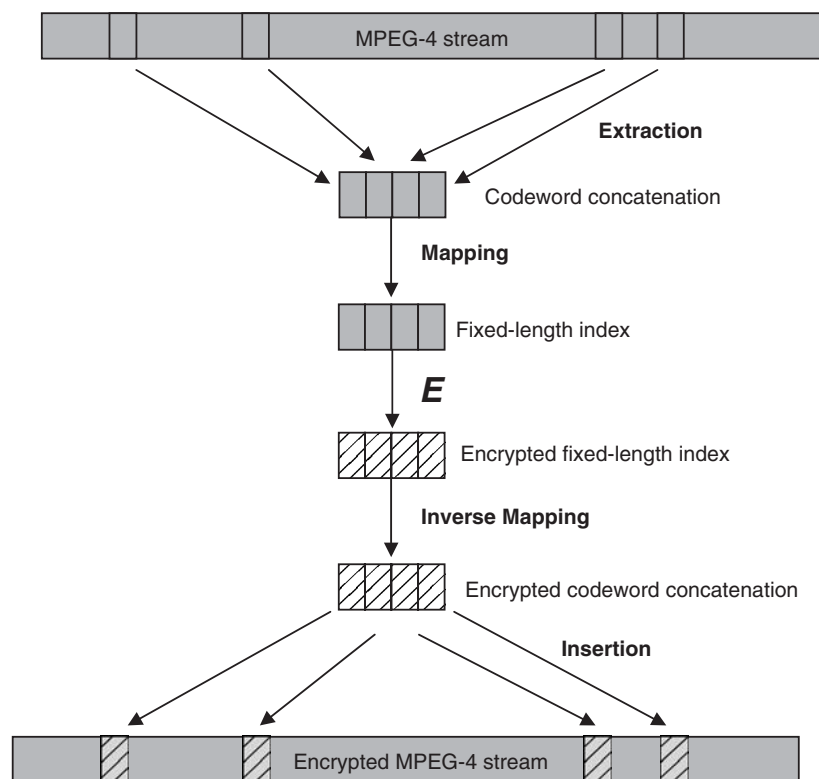 MPEG-4 stream
Extraction
Codeword concatenation
Mapping
Fixed-length index
E
Encrypted fixed-length index
Inverse Mapping
Encrypted codeword concatenation
Insertion
Encrypted MPEG-4 stream